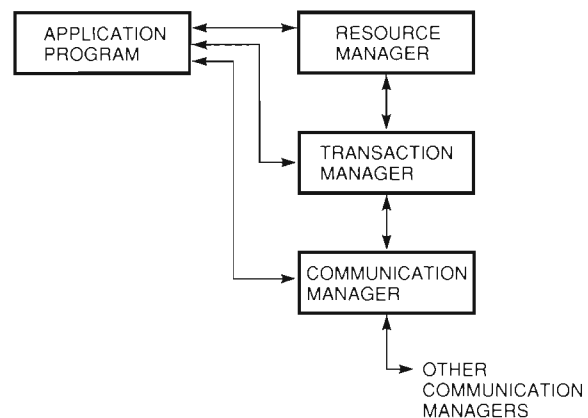 APPLICATION
PROGRAM
RESOURCE
MANAGER
TRANSACTION
MANAGER
COMMUNICATION
MANAGER
OTHER
COMMUNICATION
MANAGERS